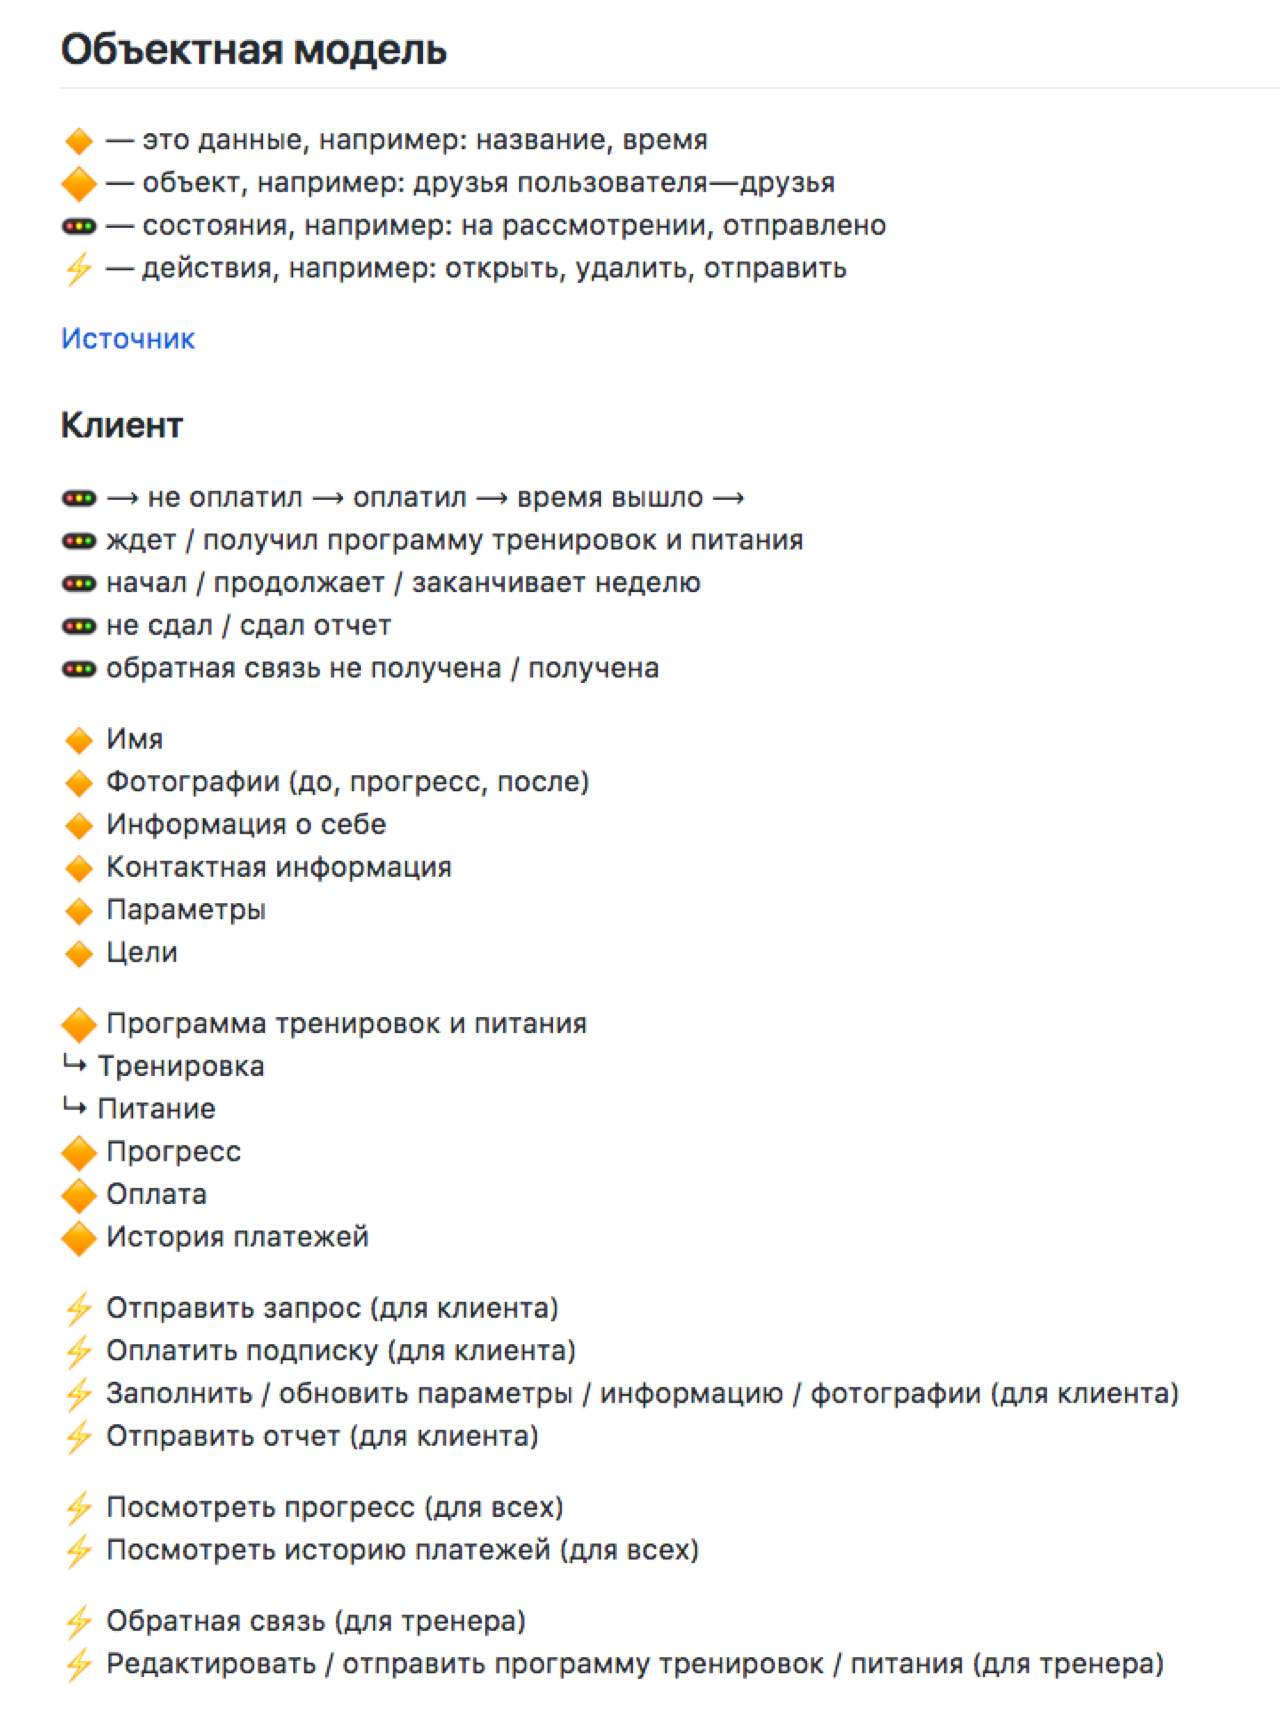 Объектная модель
🔸 — это данные, например: название, время
🔶 — объект, например: друзья пользователя—друзья
🚥 — состояния, например: на рассмотрении, отправлено
⚡ — действия, например: открыть, удалить, отправить
Источник
Клиент
🚥 → не оплатил → оплатил → время вышло →
🚥 ждет / получил программу тренировок и питания
🚥 начал / продолжает / заканчивает неделю
🚥 не сдал / сдал отчет
🚥 обратная связь не получена / получена
🔸 Имя
🔸 Фотографии (до, прогресс, после)
🔸 Информация о себе
🔸 Контактная информация
🔸 Параметры
🔸 Цели
🔶 Программа тренировок и питания
↳ Тренировка
↳ Питание
🔶 Прогресс
🔶 Оплата
🔶 История платежей
⚡ Отправить запрос (для клиента)
⚡ Оплатить подписку (для клиента)
⚡ Заполнить / обновить параметры / информацию / фотографии (для клиента)
⚡ Отправить отчет (для клиента)
⚡ Посмотреть прогресс (для всех)
⚡ Посмотреть историю платежей (для всех)
⚡ Обратная связь (для тренера)
⚡ Редактировать / отправить программу тренировок / питания (для тренера)